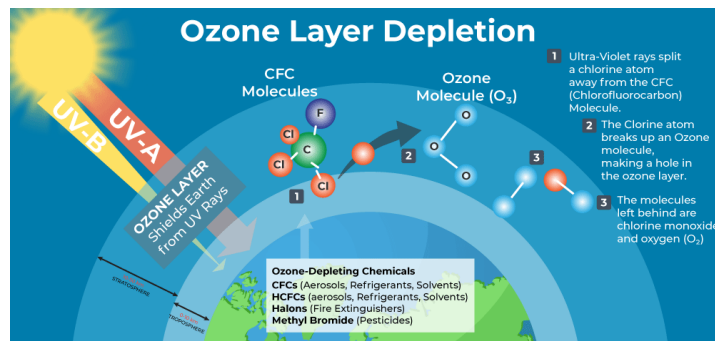 Ozone Layer Depletion
UV-B
UV-A
OZONE LAYER
Shields Earth
from UV Rays
CFC
Molecules
F
Cl
C
Cl
Cl
1
Ozone
Molecule (O₃)
O
O
O
2
3
1 Ultra-Violet rays split
a chlorine atom
away from the CFC
(Chlorofluorocarbon)
Molecule.
2 The Clorine atom
breaks up an Ozone
molecule,
making a hole in
the ozone layer.
3 The molecules
left behind are
chlorine monoxide
and oxygen (O₂)
STRATOSPHERE
TROPOSPHERE
Ozone-Depleting Chemicals
CFCs (Aerosols, Refrigerants, Solvents)
HCFCs (aerosols, Refrigerants, Solvents)
Halons (Fire Extinguishers)
Methyl Bromide (Pesticides)